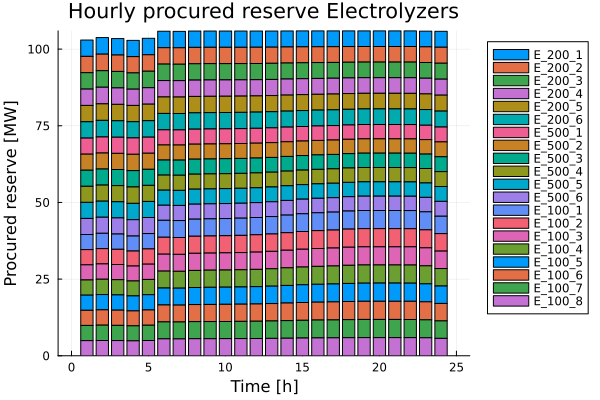 Hourly procured reserve Electrolyzers
Procured reserve [MW]
100
75
50
25
0
0
5
10
15
20
25
Time [h]
E_200_1
E_200_2
E_200_3
E_200_4
E_200_5
E_200_6
E_500_1
E_500_2
E_500_3
E_500_4
E_500_5
E_500_6
E_100_1
E_100_2
E_100_3
E_100_4
E_100_5
E_100_6
E_100_7
E_100_8